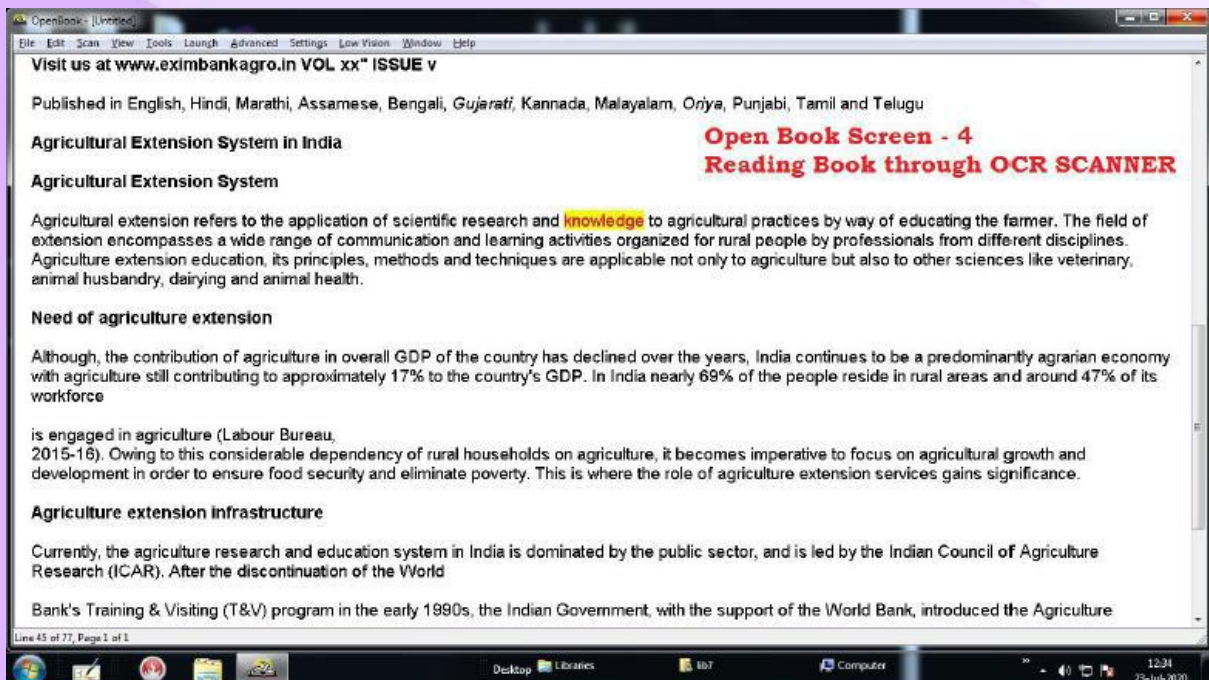 OpenBook - [Untitled]
File Edit Scan View Tools Launch Advanced Settings Low Vision Window Help
Visit us at www.eximbankagro.in VOL xx" ISSUE v
Published in English, Hindi, Marathi, Assamese, Bengali, Gujarati, Kannada, Malayalam, Oriya, Punjabi, Tamil and Telugu
Open Book Screen - 4
Reading Book through OCR SCANNER
Agricultural Extension System in India
Agricultural Extension System
Agricultural extension refers to the application of scientific research and knowledge to agricultural practices by way of educating the farmer. The field of
extension encompasses a wide range of communication and learning activities organized for rural people by professionals from different disciplines.
Agriculture extension education, its principles, methods and techniques are applicable not only to agriculture but also to other sciences like veterinary,
animal husbandry, dairying and animal health.
Need of agriculture extension
Although, the contribution of agriculture in overall GDP of the country has declined over the years, India continues to be a predominantly agrarian economy
with agriculture still contributing to approximately 17% to the country's GDP. In India nearly 69% of the people reside in rural areas and around 47% of its
workforce
is engaged in agriculture (Labour Bureau,
2015-16). Owing to this considerable dependency of rural households on agriculture, it becomes imperative to focus on agricultural growth and
development in order to ensure food security and eliminate poverty. This is where the role of agriculture extension services gains significance.
Agriculture extension infrastructure
Currently, the agriculture research and education system in India is dominated by the public sector, and is led by the Indian Council of Agriculture
Research (ICAR). After the discontinuation of the World
Bank's Training & Visiting (T&V) program in the early 1990s, the Indian Government, with the support of the World Bank, introduced the Agriculture
Line 45 of 77, Page 1 of 1
Desktop Libraries lib7 Computer 12:34
23-Jul-2020